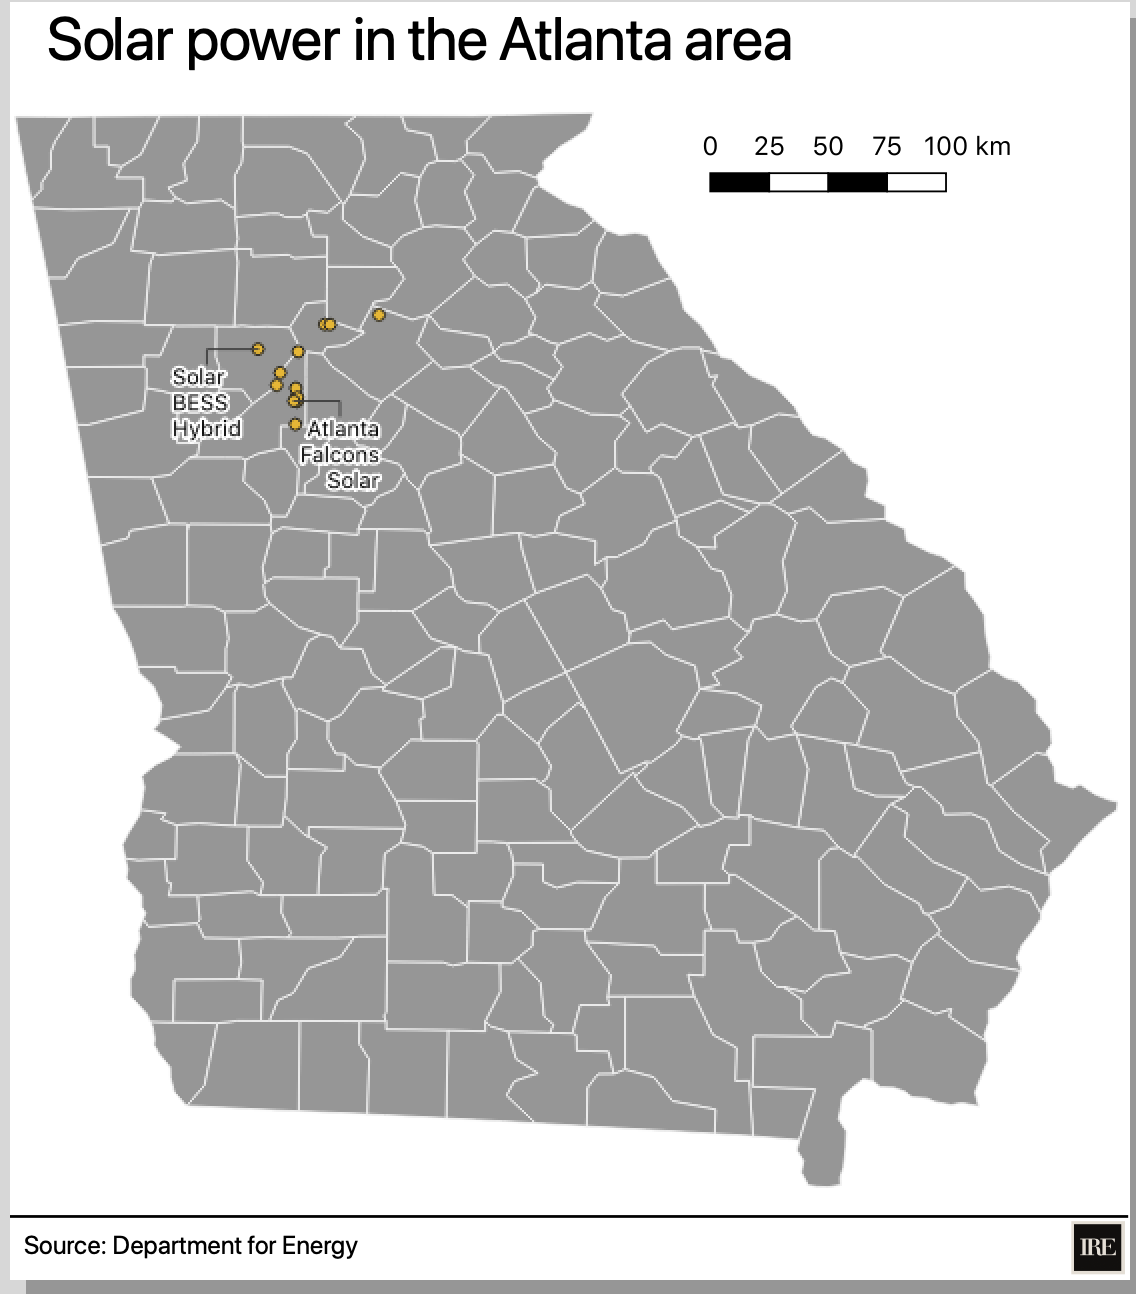 Solar power in the Atlanta area
0 25 50 75 100 km
Solar
BESS
Hybrid
Atlanta
Falcons
Solar
Source: Department for Energy
IRE